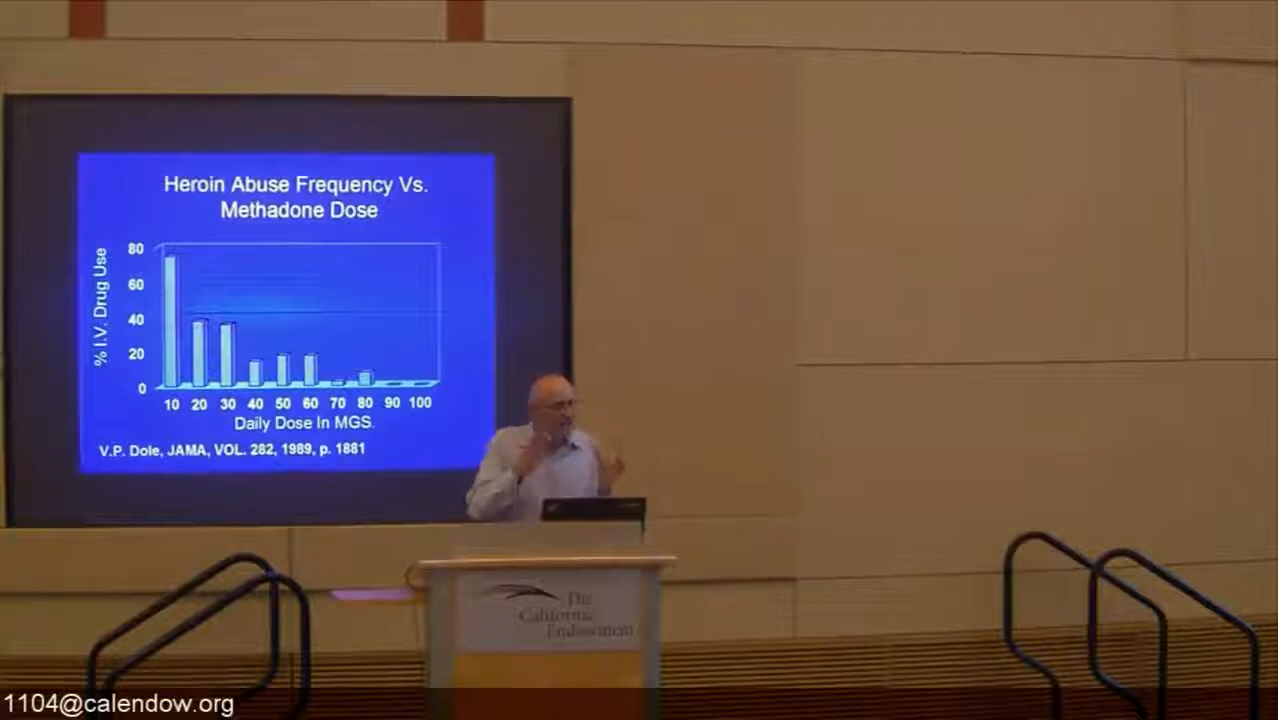 Heroin Abuse Frequency Vs.
Methadone Dose
% I.V. Drug Use
80
60
40
20
0
10 20 30 40 50 60 70 80 90 100
Daily Dose In MGS.
V.P. Dole, JAMA, VOL. 282, 1989, p. 1881
The
California
Endowment
1104@calendow.org